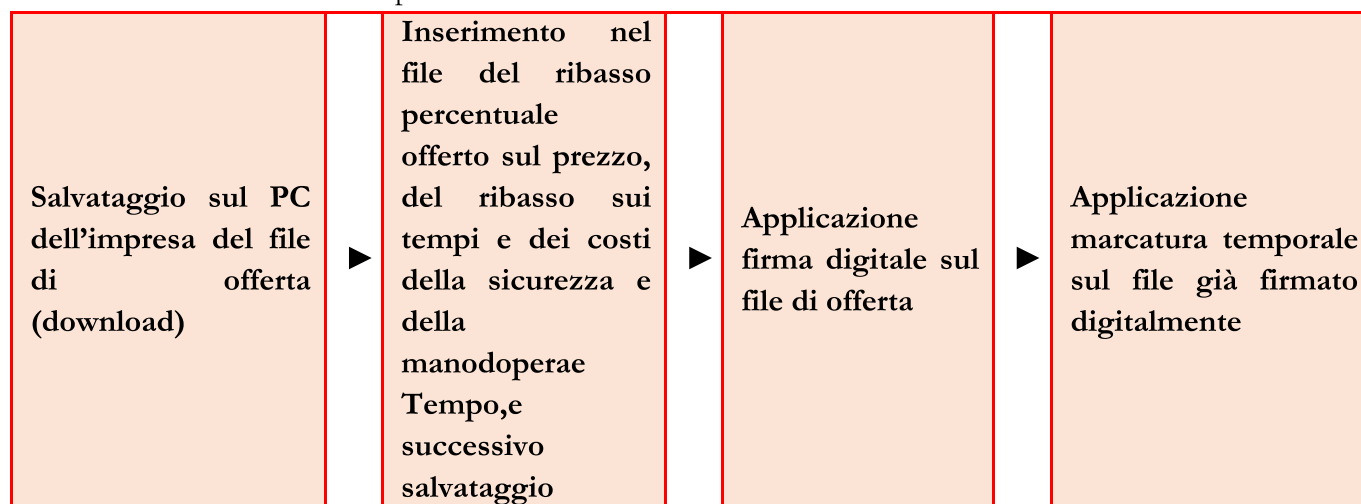 Salvataggio sul PC
dell’impresa del file
di offerta
(download)
Inserimento nel
file del ribasso
percentuale
offerto sul prezzo,
del ribasso sui
tempi e dei costi
della sicurezza e
della
manodoperae
Tempo,e
successivo
salvataggio
Applicazione
firma digitale sul
file di offerta
Applicazione
marcatura temporale
sul file già firmato
digitalmente